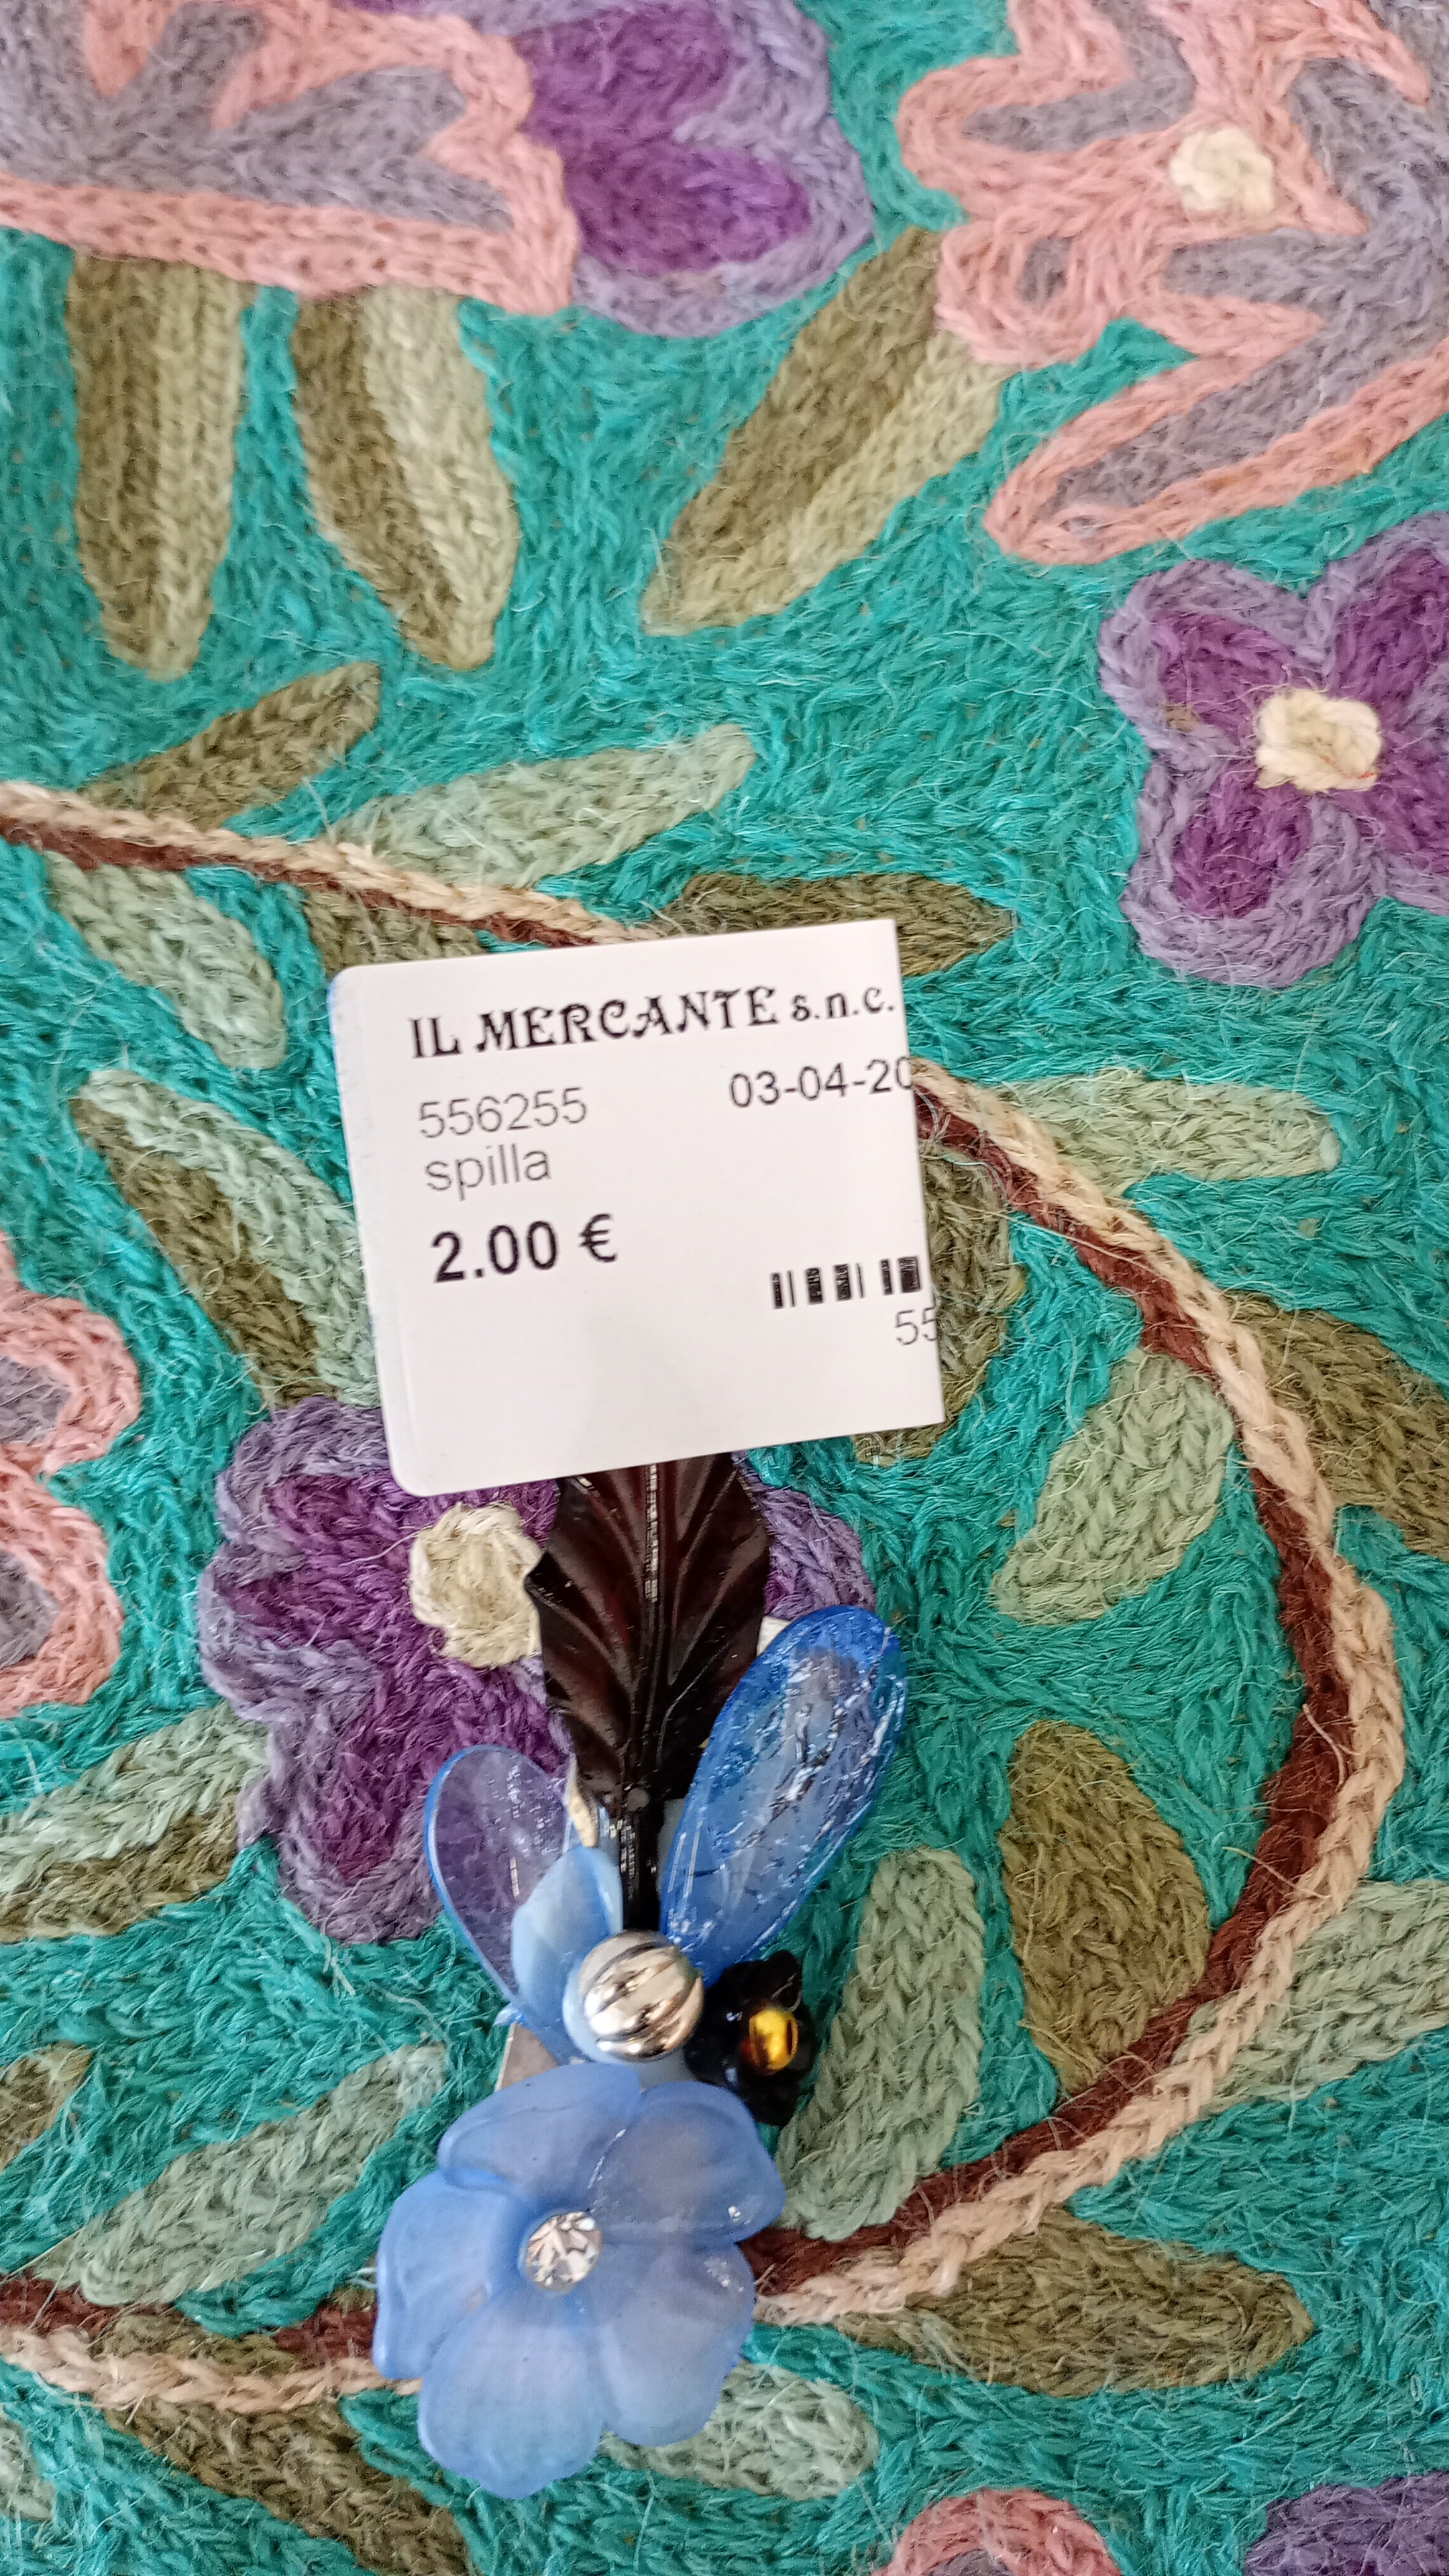 IL MERCANTE s.n.c.
556255 03-04-20
spilla
2.00 €
55